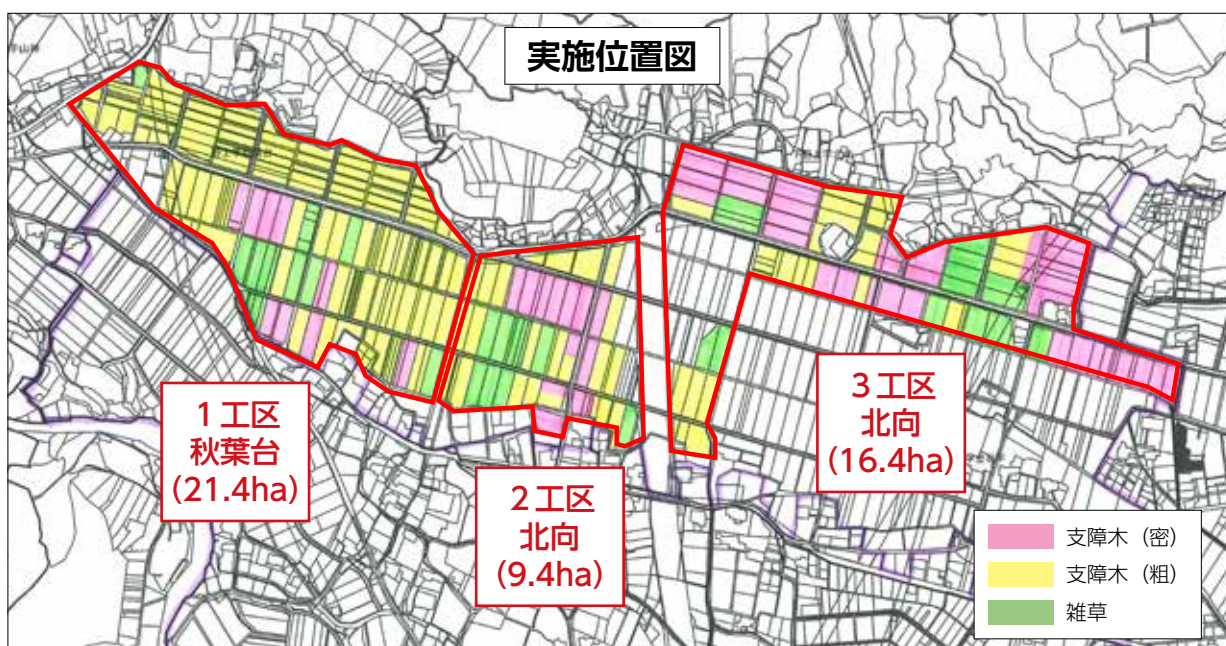 実施位置図
1工区
秋葉台
(21.4ha)
2工区
北向
(9.4ha)
3工区
北向
(16.4ha)
支障木（密）
支障木（粗）
雑草